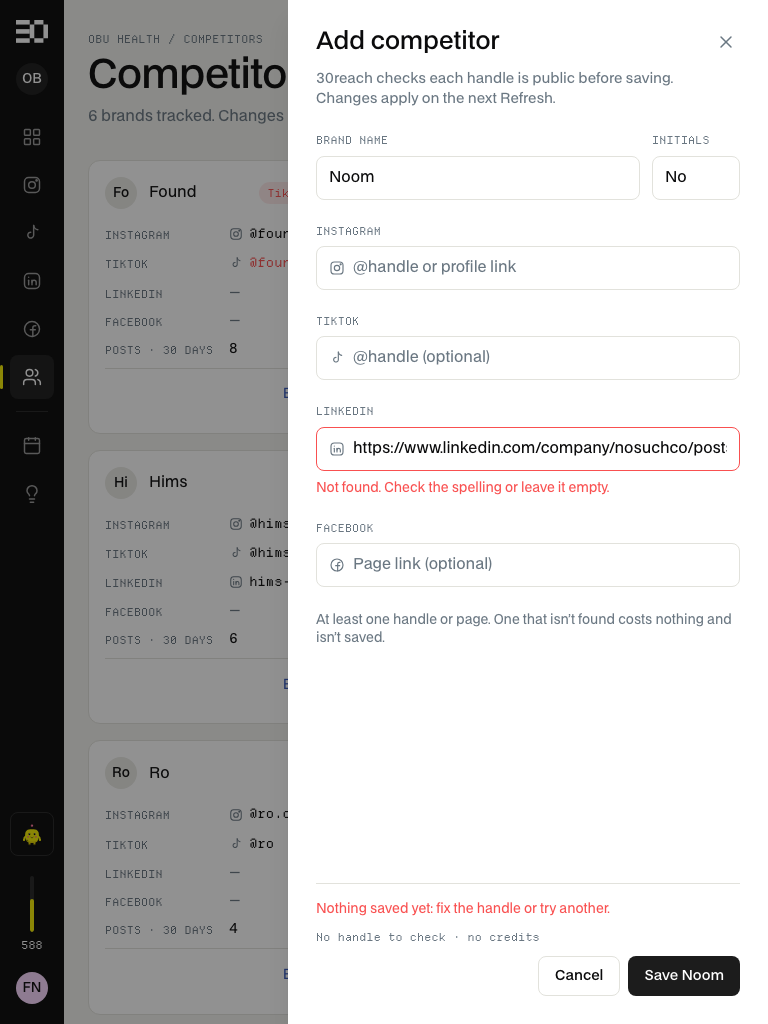 OB
588
FN
OBU HEALTH / COMPETITORS
6 brands tracked. Changes
Fo Found
INSTAGRAM
TIKTOK
LINKEDIN —
FACEBOOK —
POSTS · 30 DAYS 8
Hi Hims
INSTAGRAM @hims
TIKTOK @hims
LINKEDIN hims-
FACEBOOK —
POSTS · 30 DAYS 6
Ro Ro
INSTAGRAM
TIKTOK @ro
LINKEDIN —
FACEBOOK —
POSTS · 30 DAYS 4
Add competitor
30reach checks each handle is public before saving.
Changes apply on the next Refresh.
BRAND NAME
Noom
INITIALS
No
INSTAGRAM
@handle or profile link
TIKTOK
@handle (optional)
LINKEDIN
https://www.linkedin.com/company/nosuchco/post
Not found. Check the spelling or leave it empty.
FACEBOOK
Page link (optional)
At least one handle or page. One that isn't found costs nothing and
isn't saved.
Nothing saved yet: fix the handle or try another.
No handle to check · no credits
Cancel
Save Noom